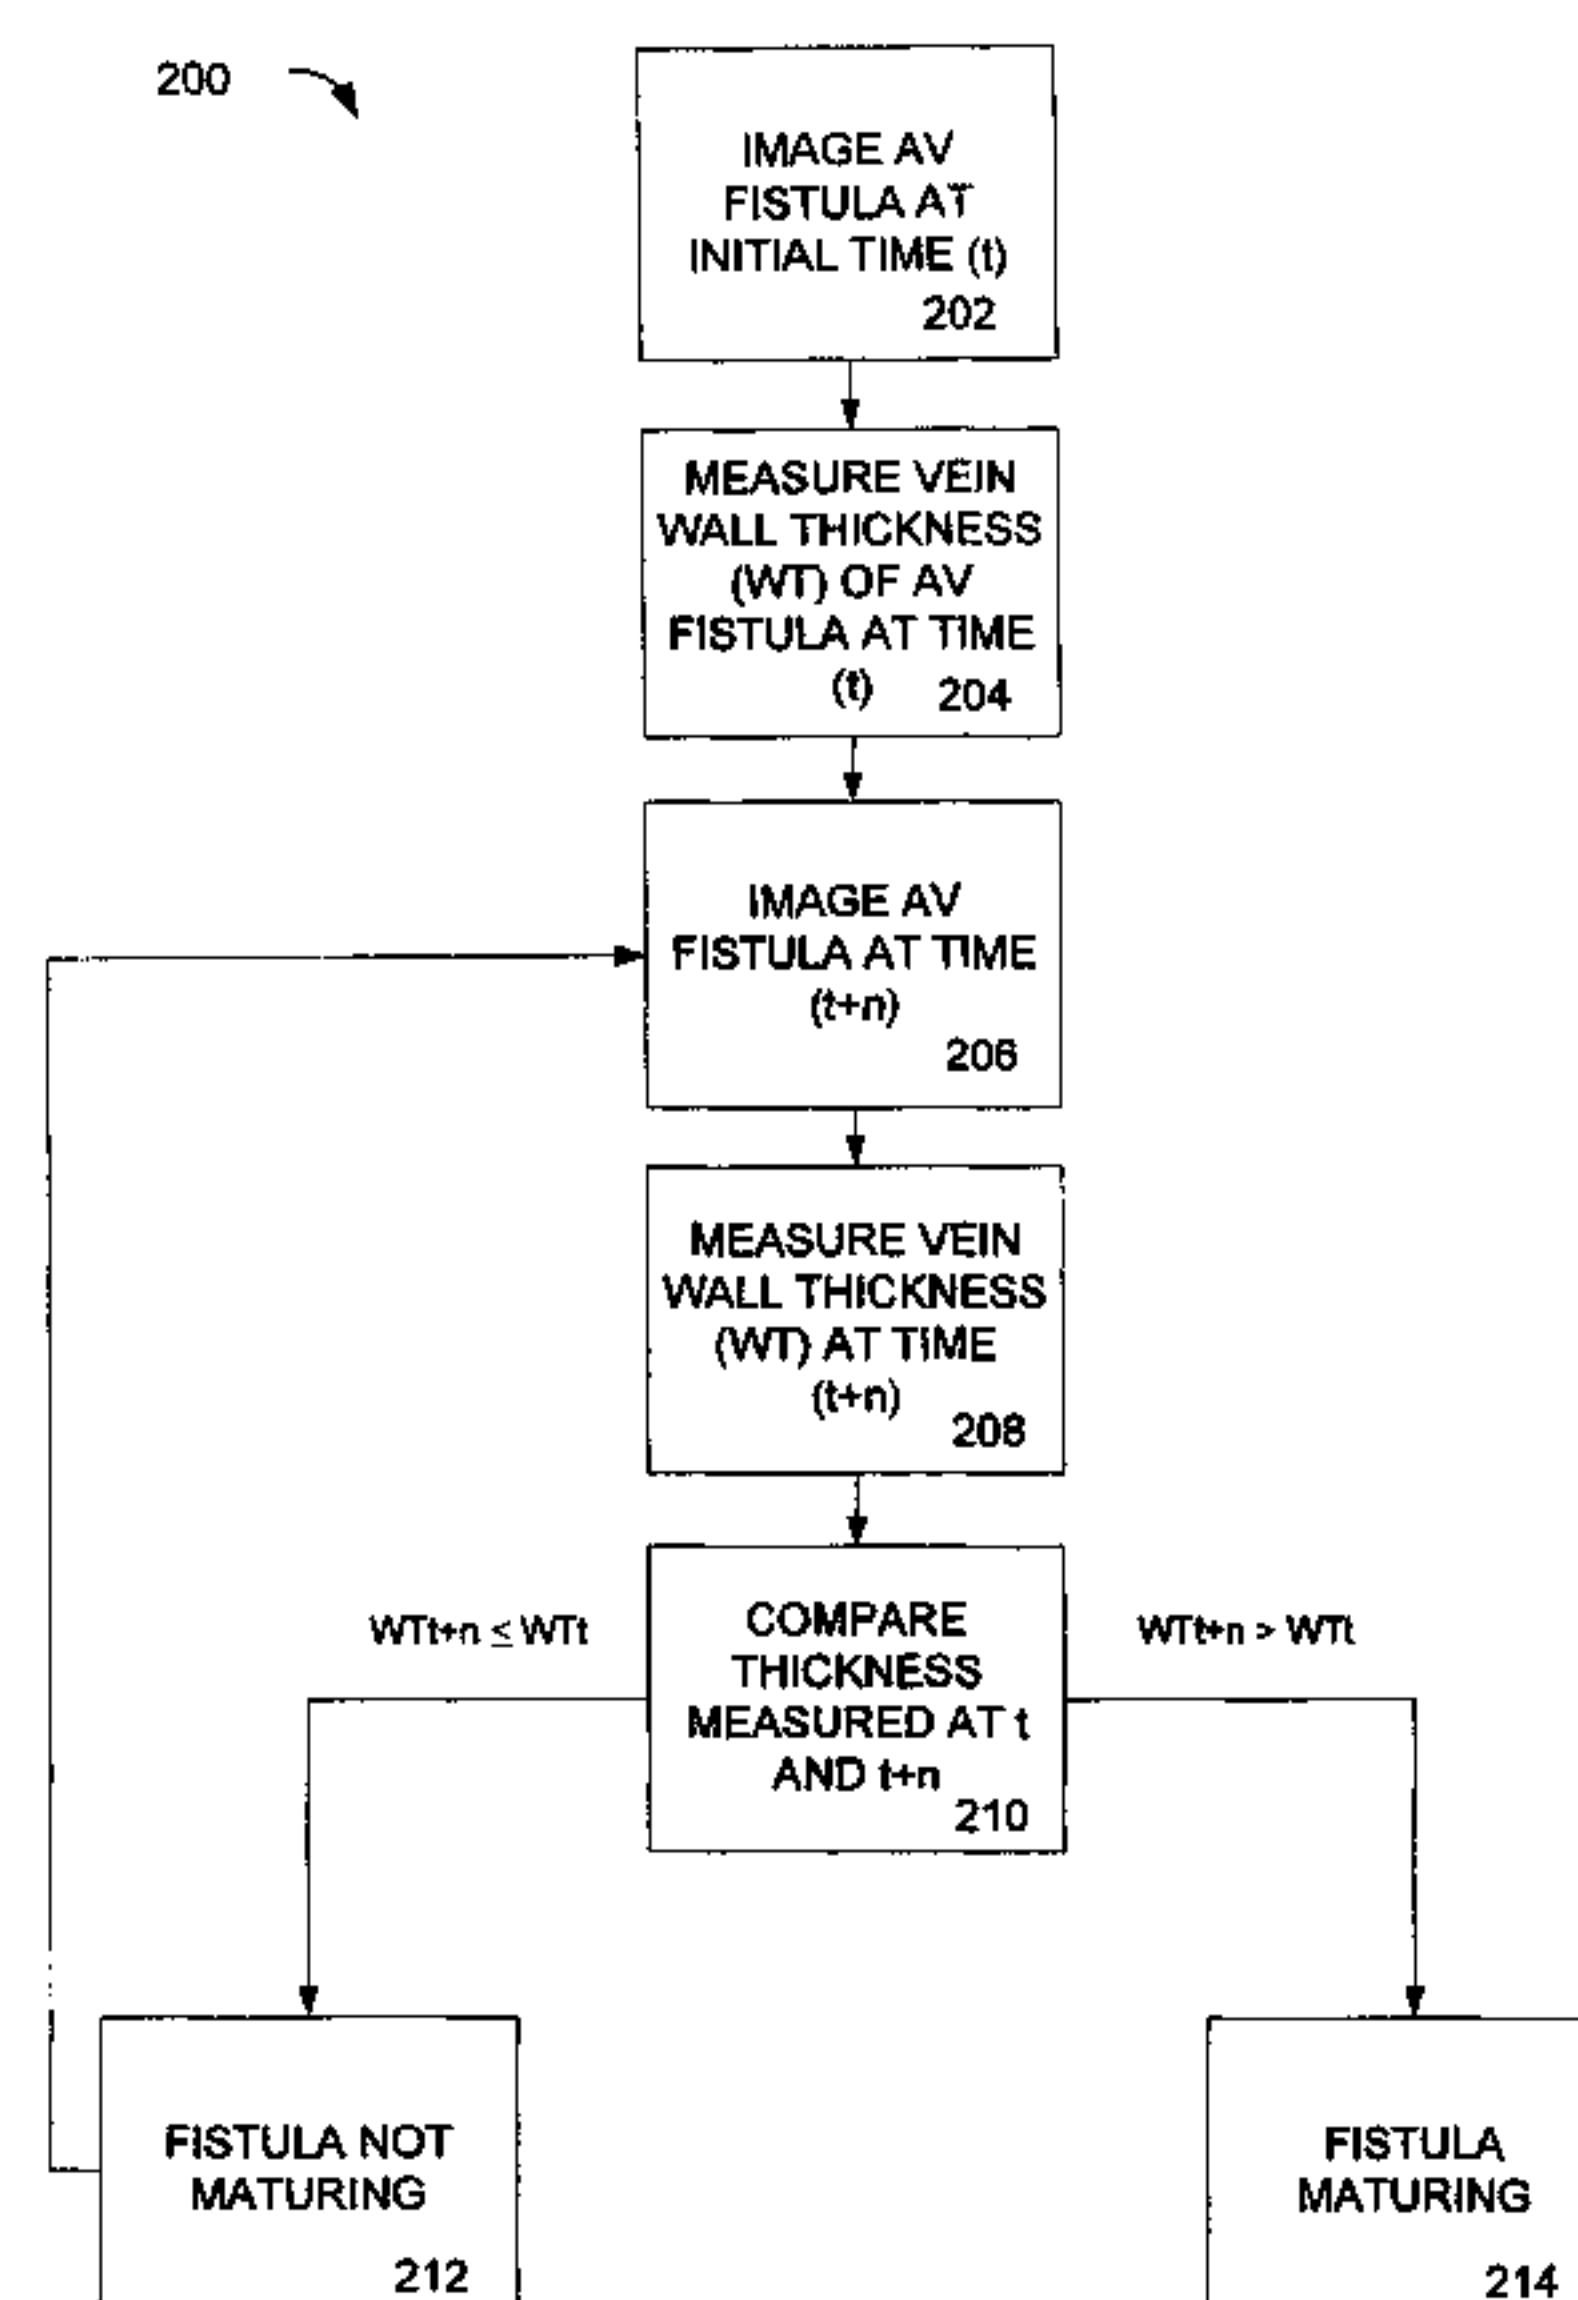 200
IMAGE AV
FISTULA AT
INITIAL TIME (t)
202
MEASURE VEIN
WALL THICKNESS
(WT) OF AV
FISTULA AT TIME
(t) 204
IMAGE AV
FISTULA AT TIME
(t+n)
206
MEASURE VEIN
WALL THICKNESS
(WT) AT TIME
(t+n)
208
WTt+n ≤ WTt
COMPARE
THICKNESS
MEASURED AT t
AND t+n
210
WTt+n > WTt
FISTULA NOT
MATURING
212
FISTULA
MATURING
214